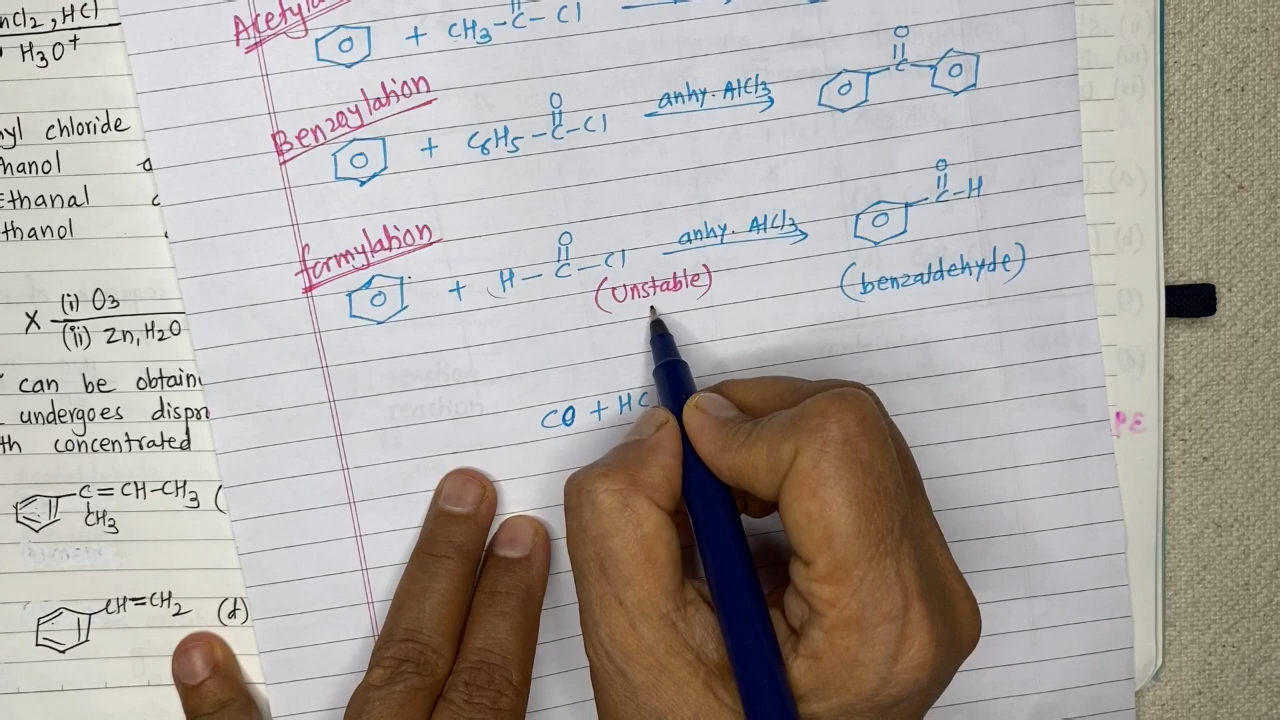 nCl2, HCl
H3O+
nyl chloride
hanol
Ethanal
thanol
X (i) O3
(ii) Zn, H2O
can be obtain
undergoes dispr
th concentrated
C=CH-CH3 (
CH3
CH=CH2 (d)
Acetyla
+ CH3-C-Cl
Benzoylation
O
+ C6H5-C-Cl
anhy. AlCl3
O
C
formylation
O
+ H-C-Cl
(Unstable)
anhy. AlCl3
O
C-H
(benzaldehyde)
CO + HC
PE